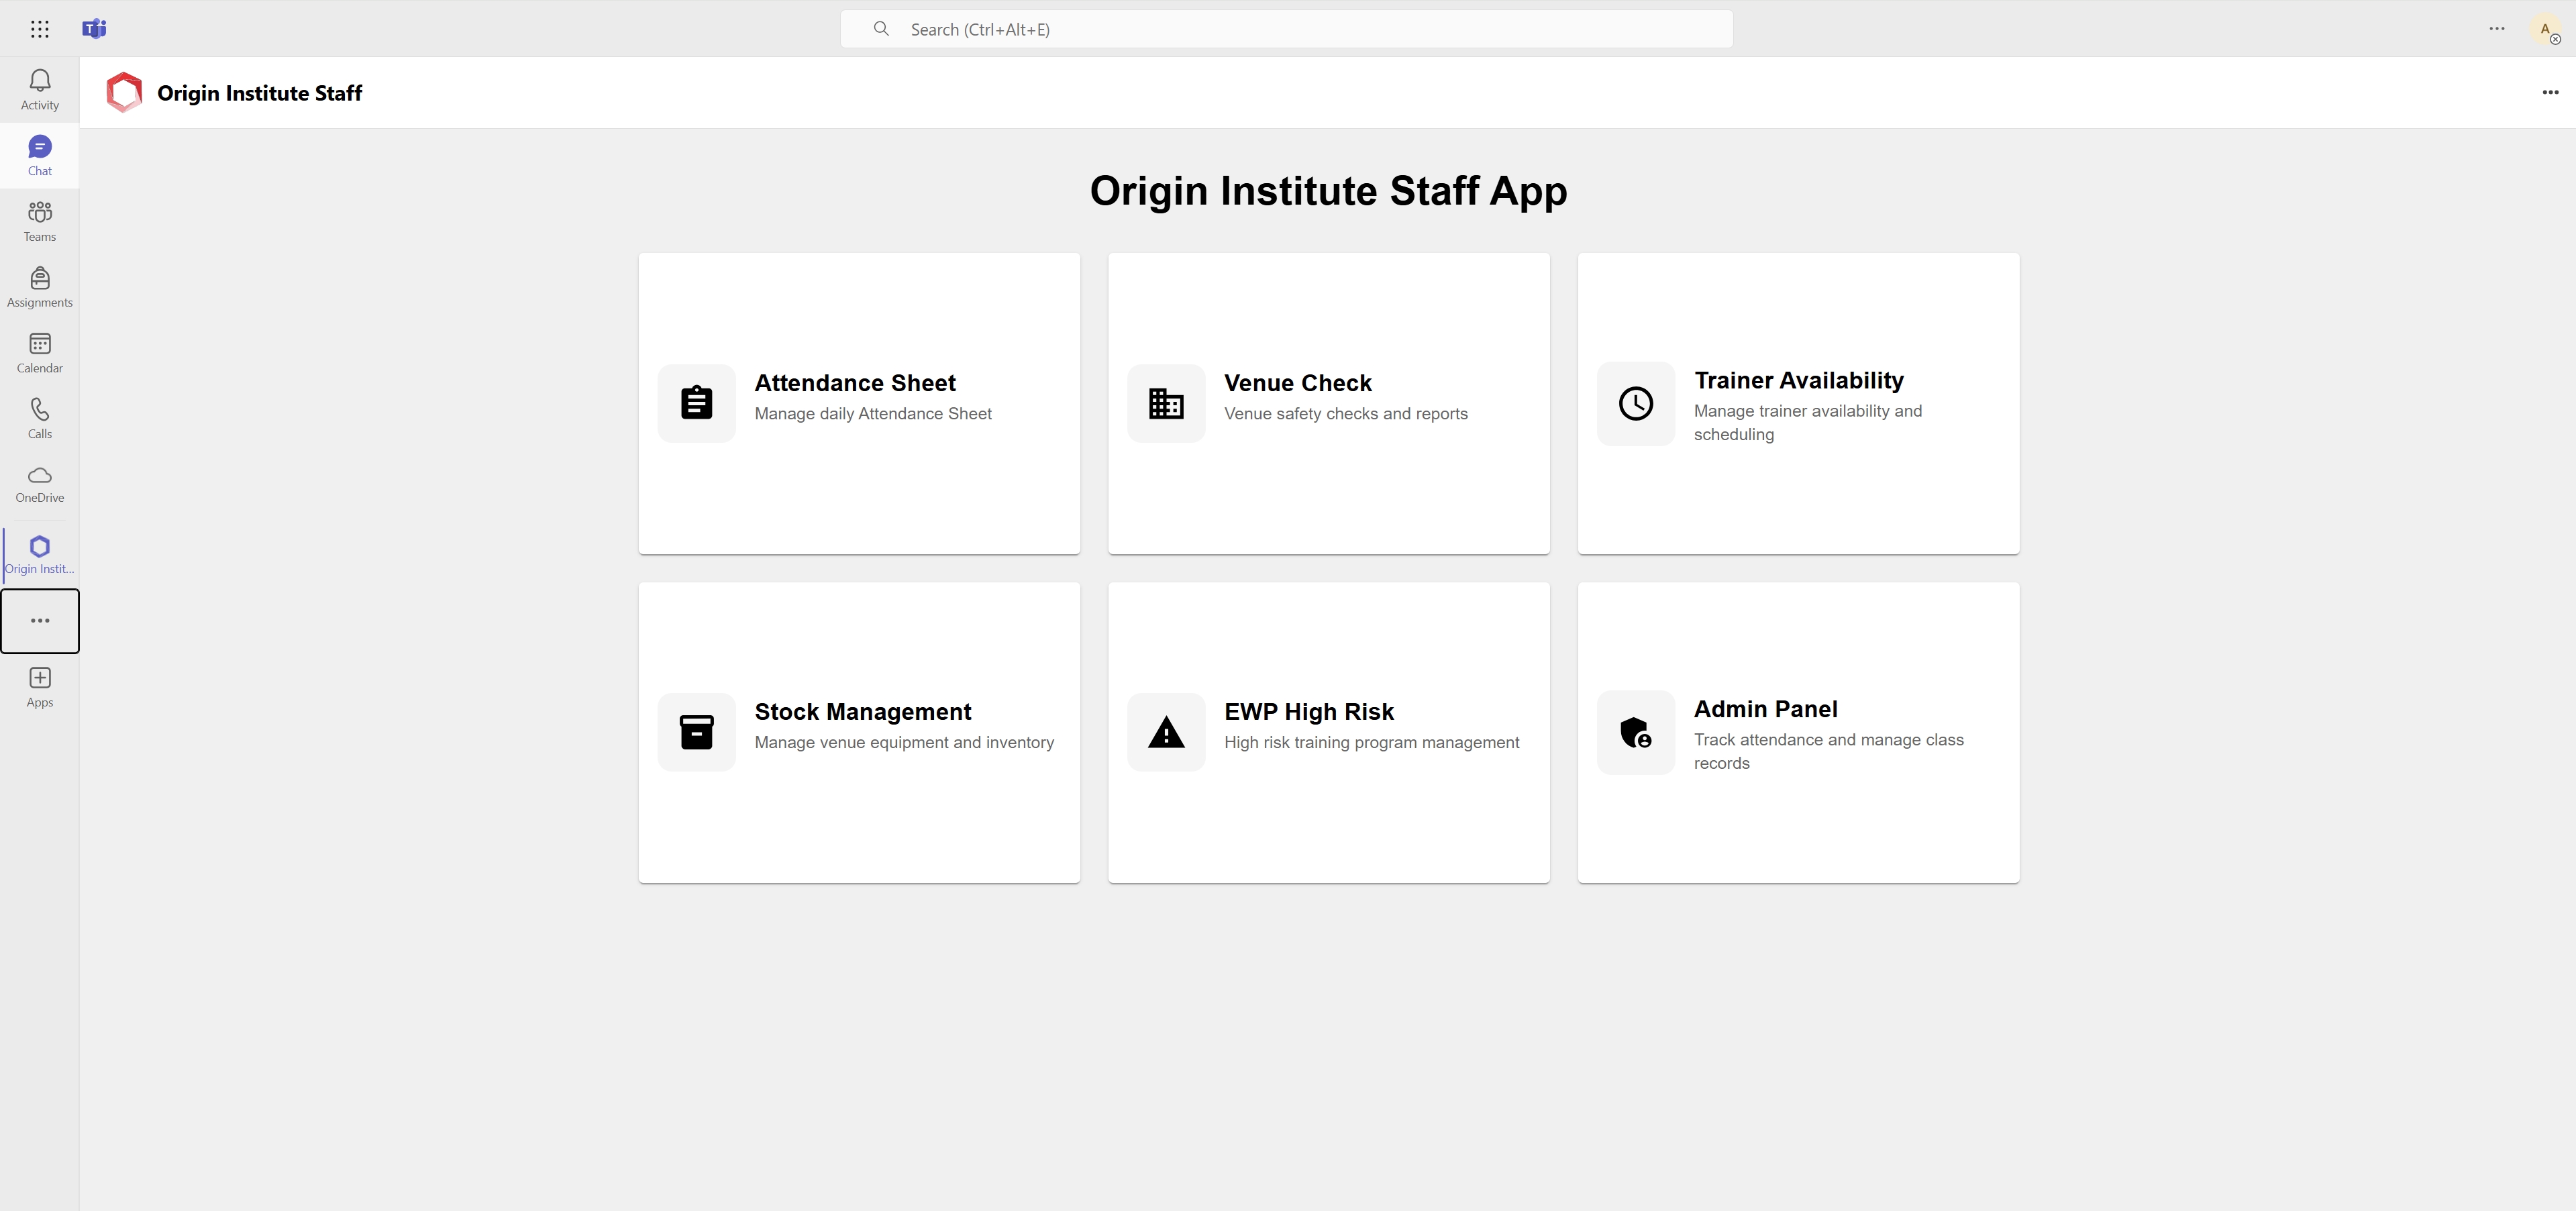 Search (Ctrl+Alt+E)
A
Activity
Chat
Teams
Assignments
Calendar
Calls
OneDrive
Origin Instit...
Apps
Origin Institute Staff
Origin Institute Staff App
Attendance Sheet
Manage daily Attendance Sheet
Venue Check
Venue safety checks and reports
Trainer Availability
Manage trainer availability and
scheduling
Stock Management
Manage venue equipment and inventory
EWP High Risk
High risk training program management
Admin Panel
Track attendance and manage class
records